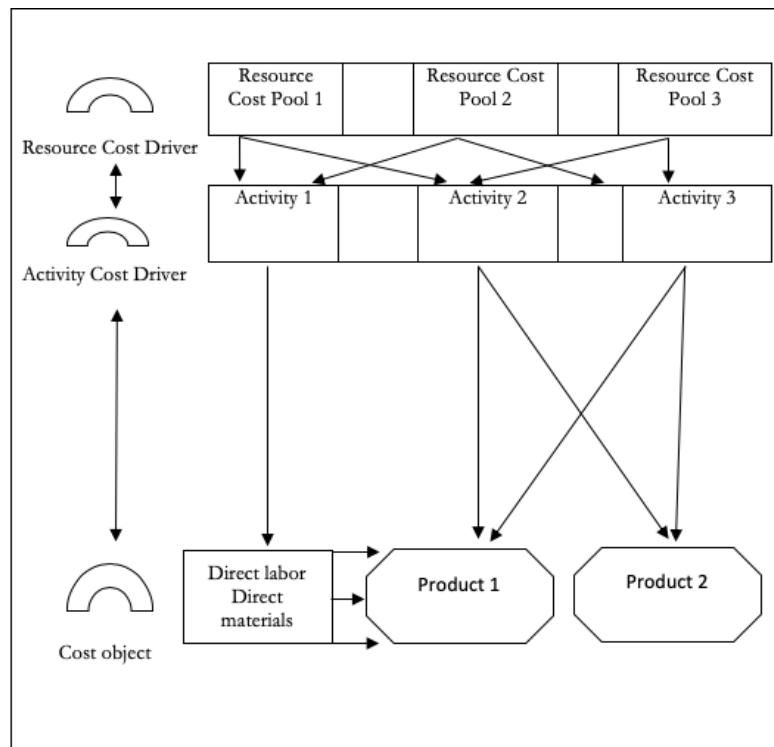 Resource
Cost Pool 1
Resource Cost
Pool 2
Resource Cost
Pool 3
Resource Cost Driver
Activity 1
Activity 2
Activity 3
Activity Cost Driver
Direct labor
Direct
materials
Product 1
Product 2
Cost object